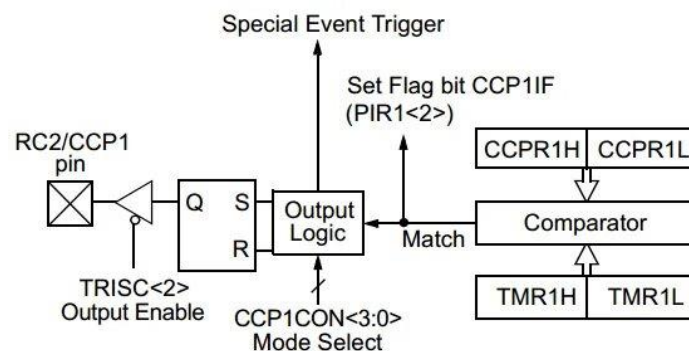 Special Event Trigger
Set Flag bit CCP1IF
(PIR1<2>)
RC2/CCP1
pin
CCPR1H CCPR1L
Q S
R
Output
Logic
Match
Comparator
TRISC<2>
Output Enable
CCP1CON<3:0>
Mode Select
TMR1H TMR1L